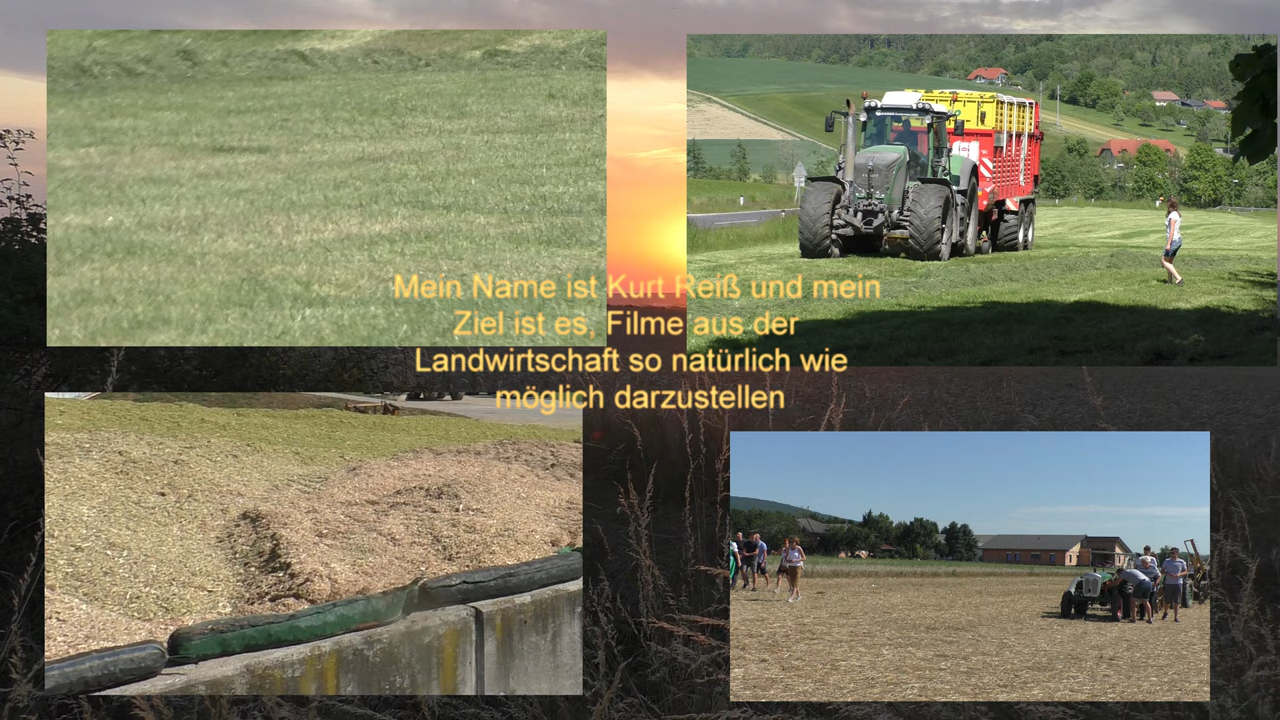 Mein Name ist Kurt Reiß und mein
Ziel ist es, Filme aus der
Landwirtschaft so natürlich wie
möglich darzustellen